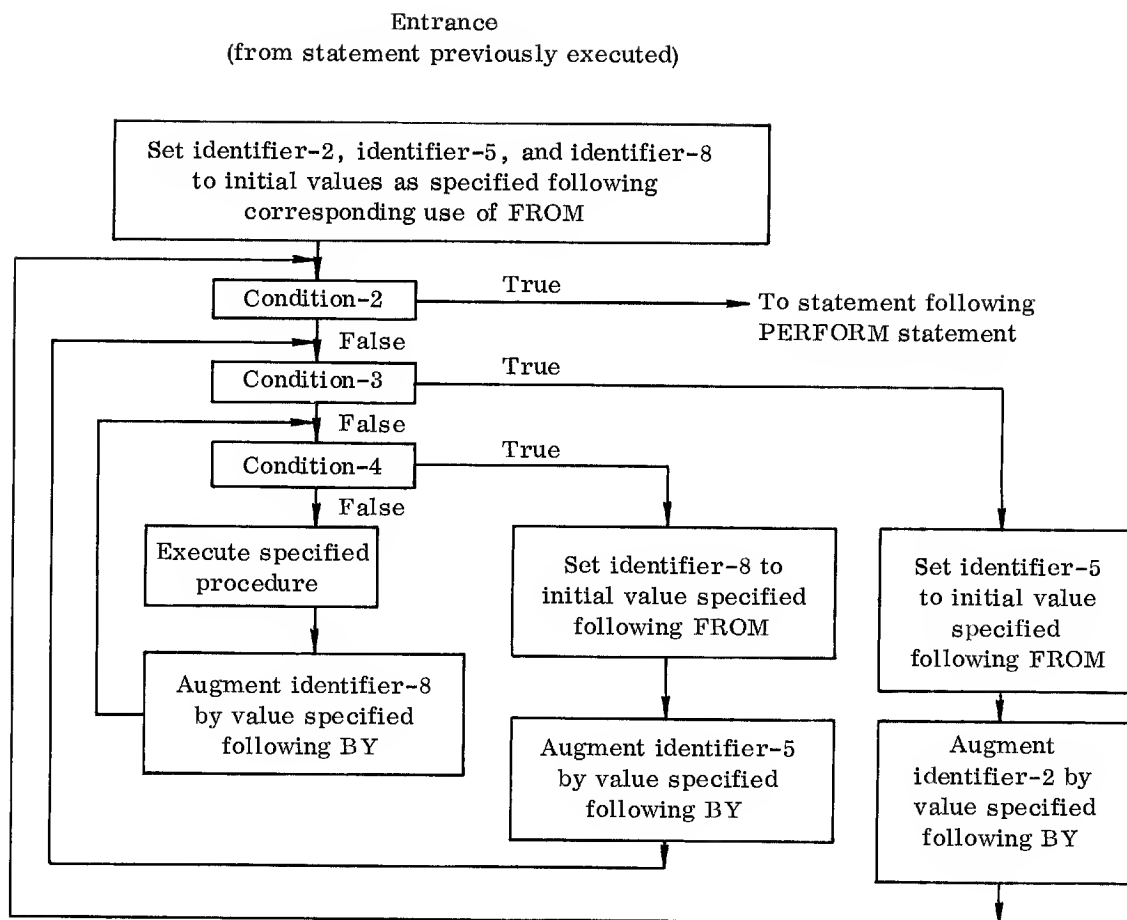 Entrance
(from statement previously executed)
Set identifier-2, identifier-5, and identifier-8
to initial values as specified following
corresponding use of FROM
Condition-2
True
To statement following
PERFORM statement
False
Condition-3
True
False
Condition-4
True
False
Execute specified
procedure
Augment identifier-8
by value specified
following BY
Set identifier-8 to
initial value specified
following FROM
Augment identifier-5
by value specified
following BY
Set identifier-5
to initial value
specified
following FROM
Augment
identifier-2 by
value specified
following BY